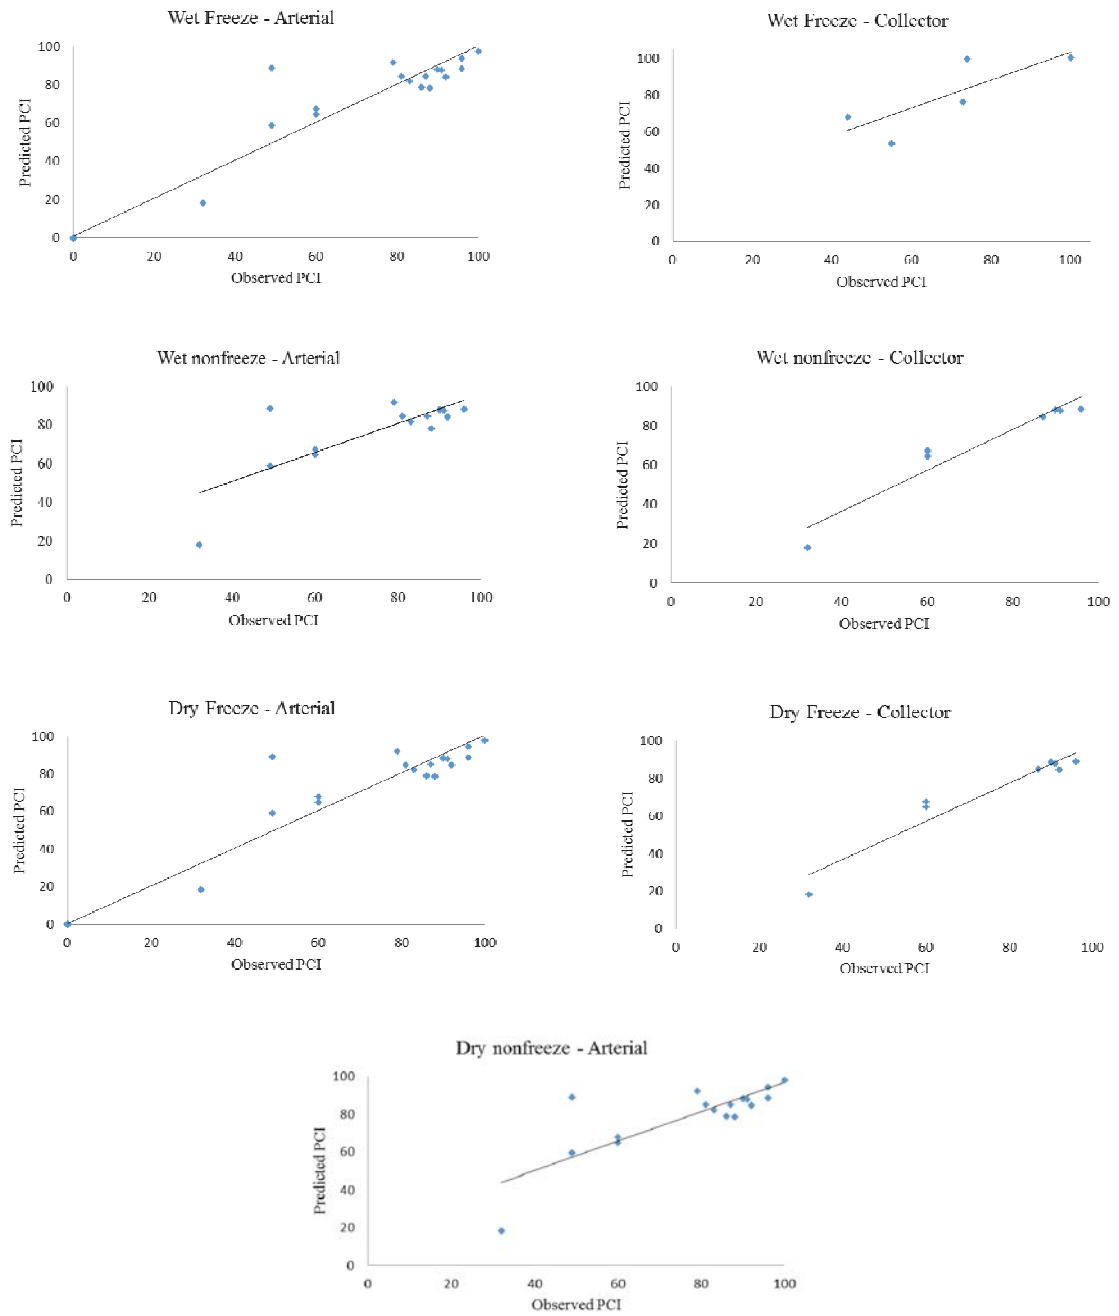 Wet Freeze - Arterial
Predicted PCI
100
80
60
40
20
0
0 20 40 60 80 100
Observed PCI
Wet Freeze - Collector
Predicted PCI
100
80
60
40
20
0
0 20 40 60 80 100
Observed PCI
Wet nonfreeze - Arterial
Predicted PCI
100
80
60
40
20
0
0 20 40 60 80 100
Observed PCI
Wet nonfreeze - Collector
Predicted PCI
100
80
60
40
20
0
0 20 40 60 80 100
Observed PCI
Dry Freeze - Arterial
Predicted PCI
100
80
60
40
20
0
0 20 40 60 80 100
Observed PCI
Dry Freeze - Collector
Predicted PCI
100
80
60
40
20
0
0 20 40 60 80 100
Observed PCI
Dry nonfreeze - Arterial
Predicted PCI
100
80
60
40
20
0
0 20 40 60 80 100
Observed PCI